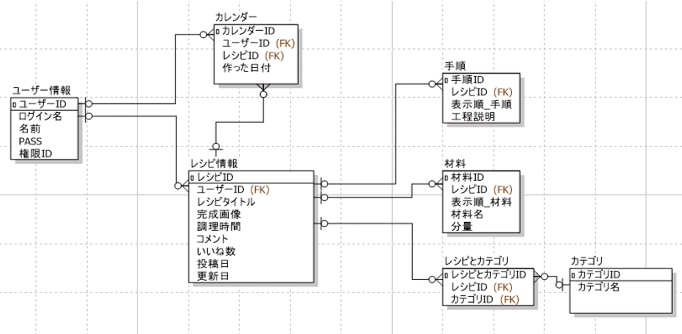 カレンダー
カレンダーID
ユーザーID (FK)
レシピID (FK)
作った日付
ユーザー情報
ユーザーID
ログイン名
名前
PASS
権限ID
手順
手順ID
レシピID (FK)
表示順_手順
工程説明
レシピ情報
レシピID
ユーザーID (FK)
レシピタイトル
完成画像
調理時間
コメント
いいね数
投稿日
更新日
材料
材料ID
レシピID (FK)
表示順_材料
材料名
分量
レシピとカテゴリ
レシピとカテゴリID
レシピID (FK)
カテゴリID (FK)
カテゴリ
カテゴリID
カテゴリ名